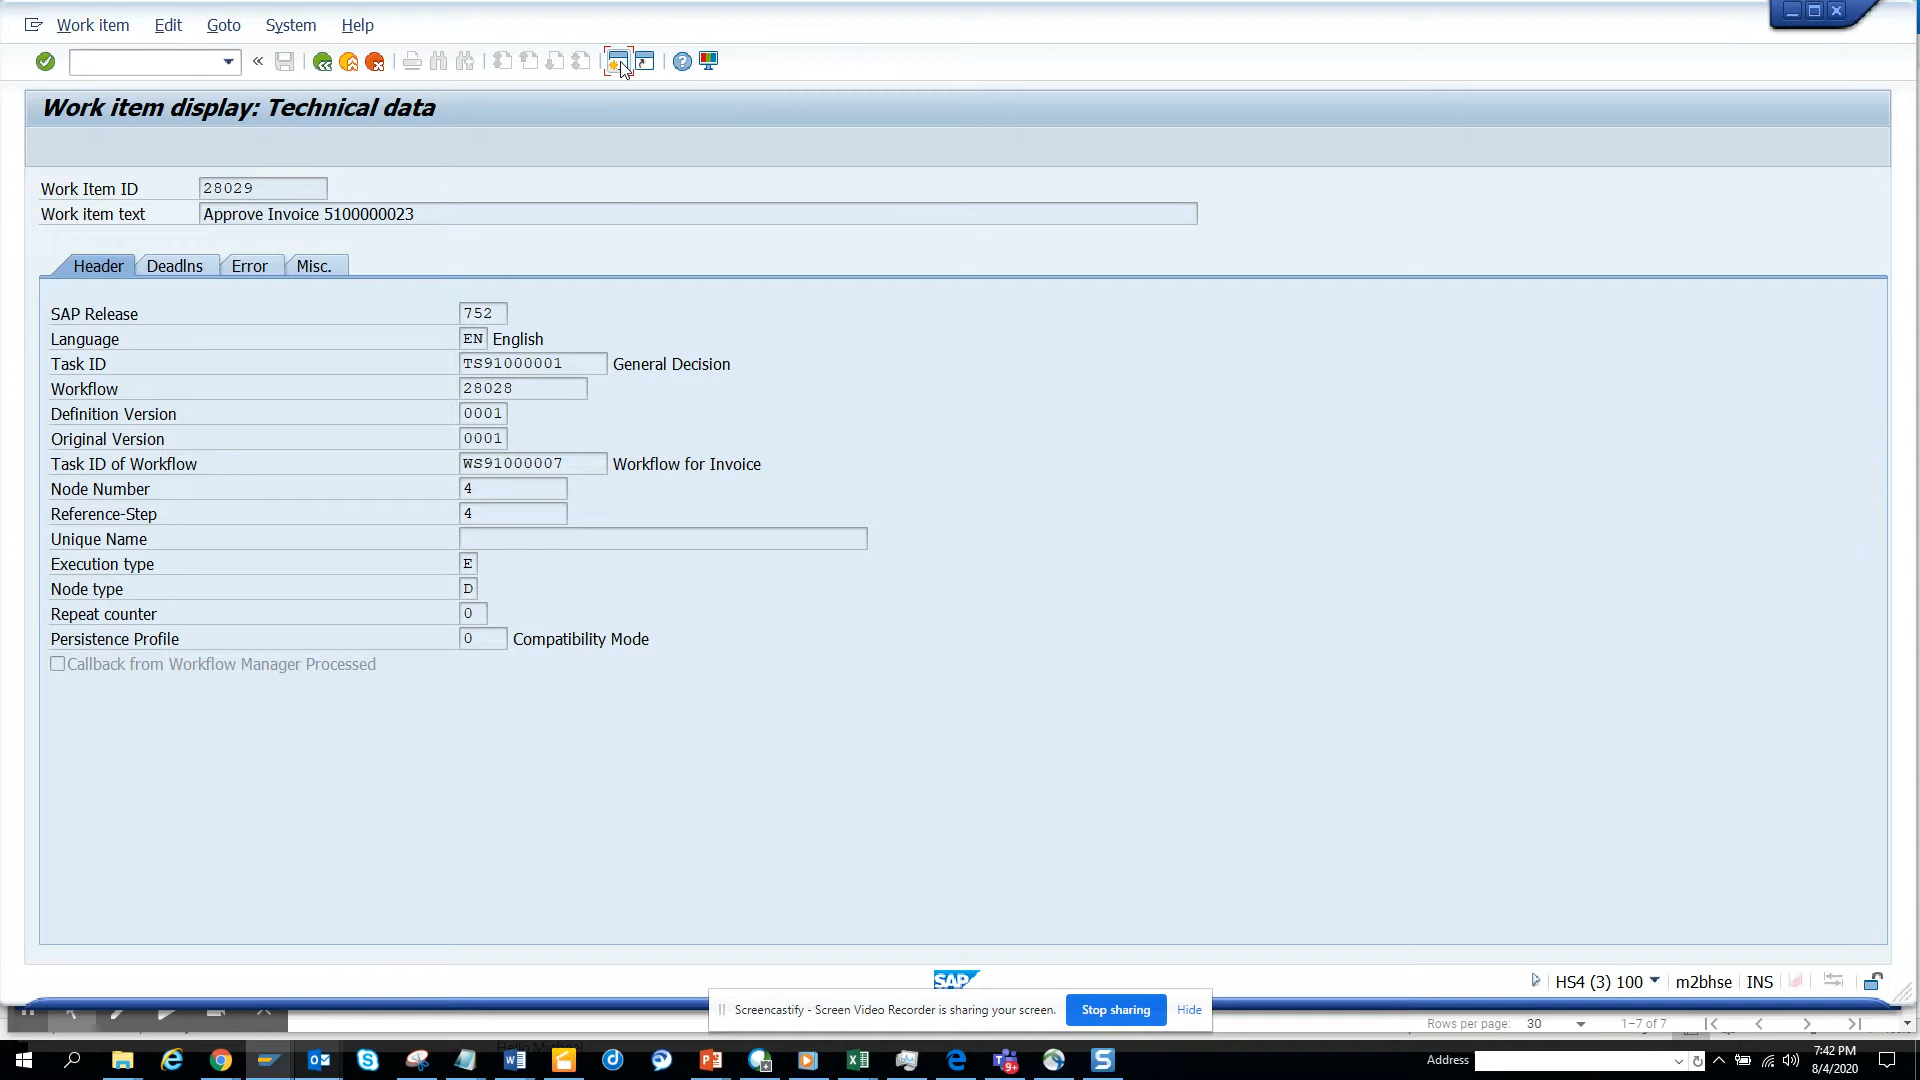 Work item Edit Goto System Help
«
Work item display: Technical data
Work Item ID 28029
Work item text Approve Invoice 5100000023
Header Deadlns Error Misc.
SAP Release 752
Language EN English
Task ID TS91000001 General Decision
Workflow 28028
Definition Version 0001
Original Version 0001
Task ID of Workflow WS91000007 Workflow for Invoice
Node Number 4
Reference-Step 4
Unique Name
Execution type E
Node type D
Repeat counter 0
Persistence Profile 0 Compatibility Mode
Callback from Workflow Manager Processed
SAP
HS4 (3) 100 m2bhse INS
Screencastify - Screen Video Recorder is sharing your screen. Stop sharing Hide
Rows per page: 30 1–7 of 7
Address
7:42 PM
8/4/2020